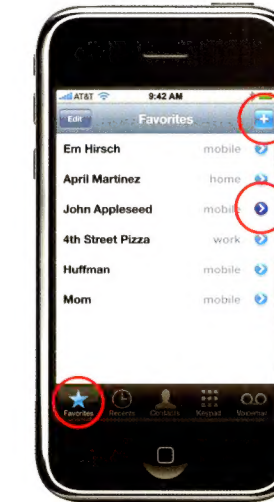 AT&T 9:42 AM
Edit Favorites +
Em Hirsch mobile
April Martinez home
John Appleseed mobile
4th Street Pizza work
Huffman mobile
Mom mobile
Favorites Recents Contacts Keypad Voicemail